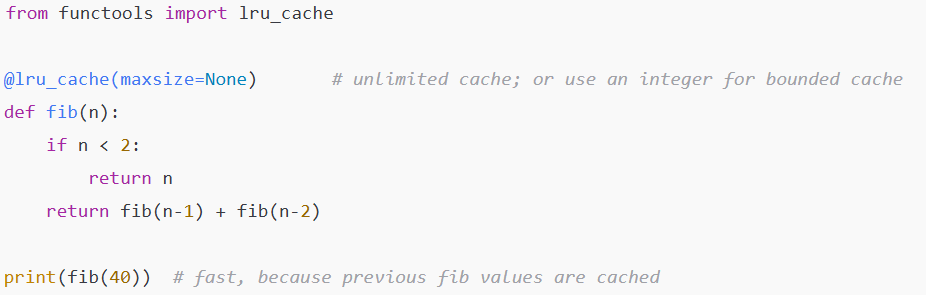 from functools import lru_cache
@lru_cache(maxsize=None)       # unlimited cache; or use an integer for bounded cache
def fib(n):
    if n < 2:
        return n
    return fib(n-1) + fib(n-2)
print(fib(40))  # fast, because previous fib values are cached